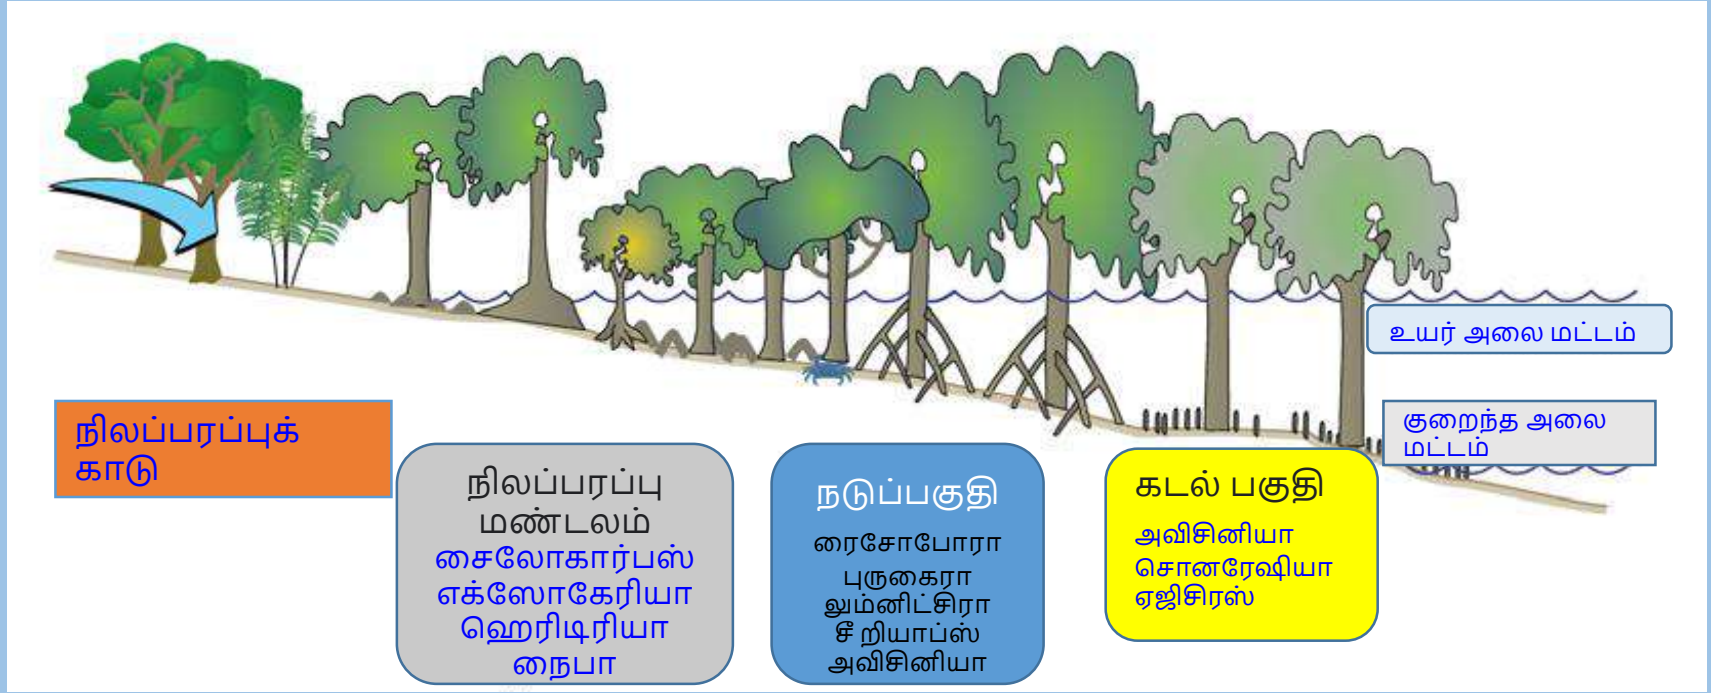 உயர் அலை மட்டம்
குறைந்த அலை
மட்டம்
நிலப்பரப்புக்
காடு
நிலப்பரப்பு
மண்டலம்
சைலோகார்பஸ்
எக்ஸோகேரியா
ஹெரிடிரியா
நைபா
நடுப்பகுதி
ரைசோபோரா
புருகைரா
லும்னிட்சிரா
சீறியாப்ஸ்
அவிசினியா
கடல் பகுதி
அவிசினியா
சொனரேஷியா
ஏஜிசிரஸ்